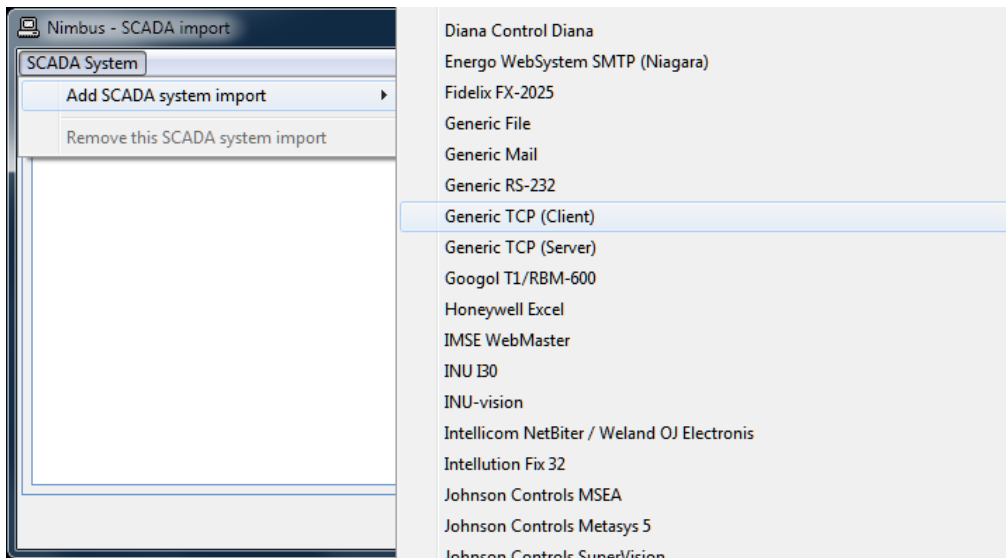 Nimbus - SCADA import
SCADA System
Add SCADA system import
Remove this SCADA system import
Diana Control Diana
Energo WebSystem SMTP (Niagara)
Fidelix FX-2025
Generic File
Generic Mail
Generic RS-232
Generic TCP (Client)
Generic TCP (Server)
Googol T1/RBM-600
Honeywell Excel
IMSE WebMaster
INU I30
INU-vision
Intellicom NetBiter / Weland OJ Electronis
Intellution Fix 32
Johnson Controls MSEA
Johnson Controls Metasys 5
Johnson Controls SuperVision